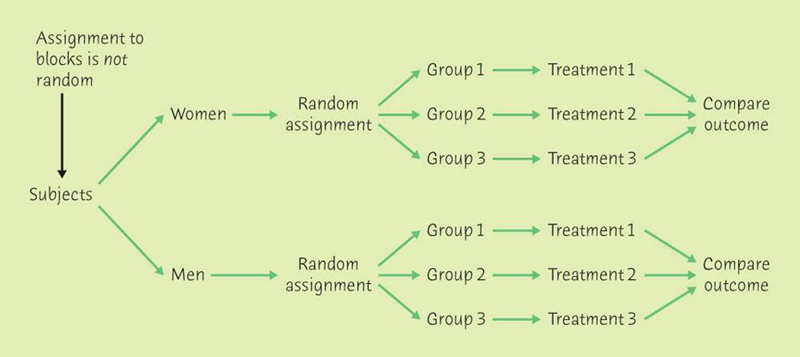 Assignment to
blocks is not
random
Subjects
Women
Random
assignment
Group 1
Treatment 1
Group 2
Treatment 2
Group 3
Treatment 3
Compare
outcome
Men
Random
assignment
Group 1
Treatment 1
Group 2
Treatment 2
Group 3
Treatment 3
Compare
outcome